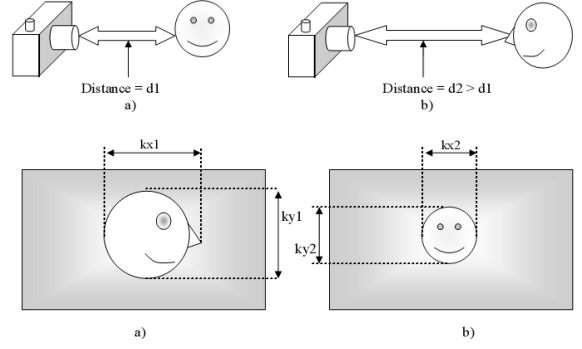 Distance = d1
a)
Distance = d2 > d1
b)
kx1
ky1
kx2
ky2
a)
b)